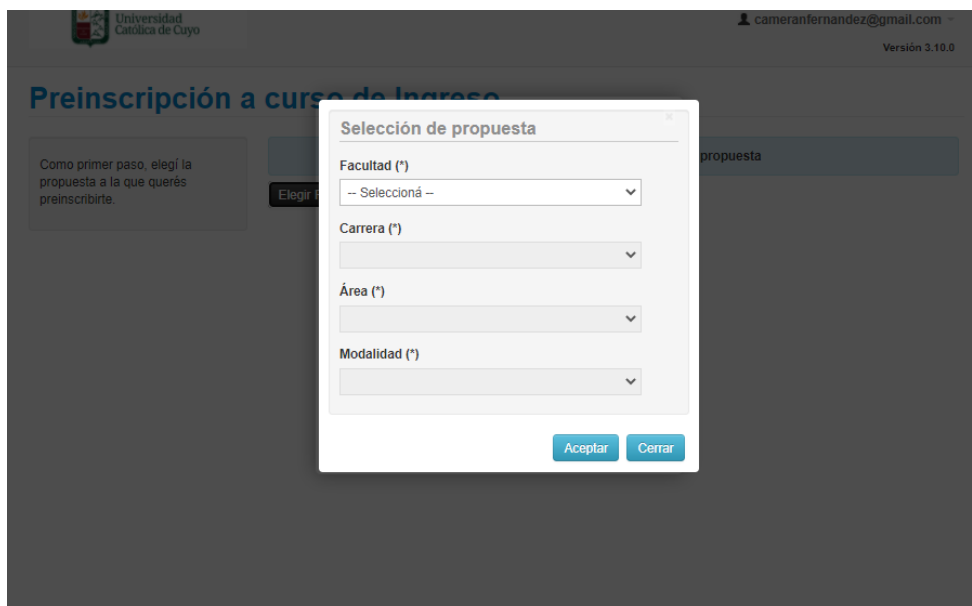 Universidad
Católica de Cuyo
cameranfernandez@gmail.com
Versión 3.10.0
Preinscripción a curso de Ingreso
Como primer paso, elegí la
propuesta a la que querés
preinscribirte.
propuesta
Elegir
Selección de propuesta
×
Facultad (*)
-- Seleccioná --
Carrera (*)
Área (*)
Modalidad (*)
Aceptar
Cerrar